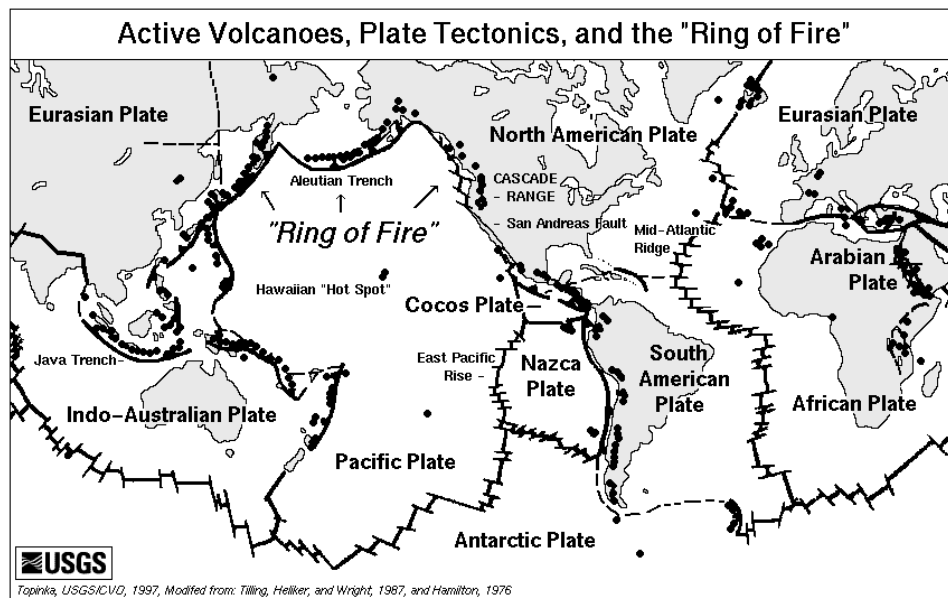 Active Volcanoes, Plate Tectonics, and the "Ring of Fire"
Eurasian Plate
North American Plate
Eurasian Plate
Aleutian Trench
CASCADE
RANGE
"Ring of Fire"
San Andreas Fault
Mid-Atlantic
Ridge
Arabian
Plate
Hawaiian "Hot Spot"
Cocos Plate
Java Trench
East Pacific
Rise
Nazca
Plate
South
American
Plate
Indo-Australian Plate
African Plate
Pacific Plate
Antarctic Plate
USGS
Topinka, USGS/CVO, 1997, Modifed from: Tilling, Heliker, and Wright, 1987, and Hamilton, 1976